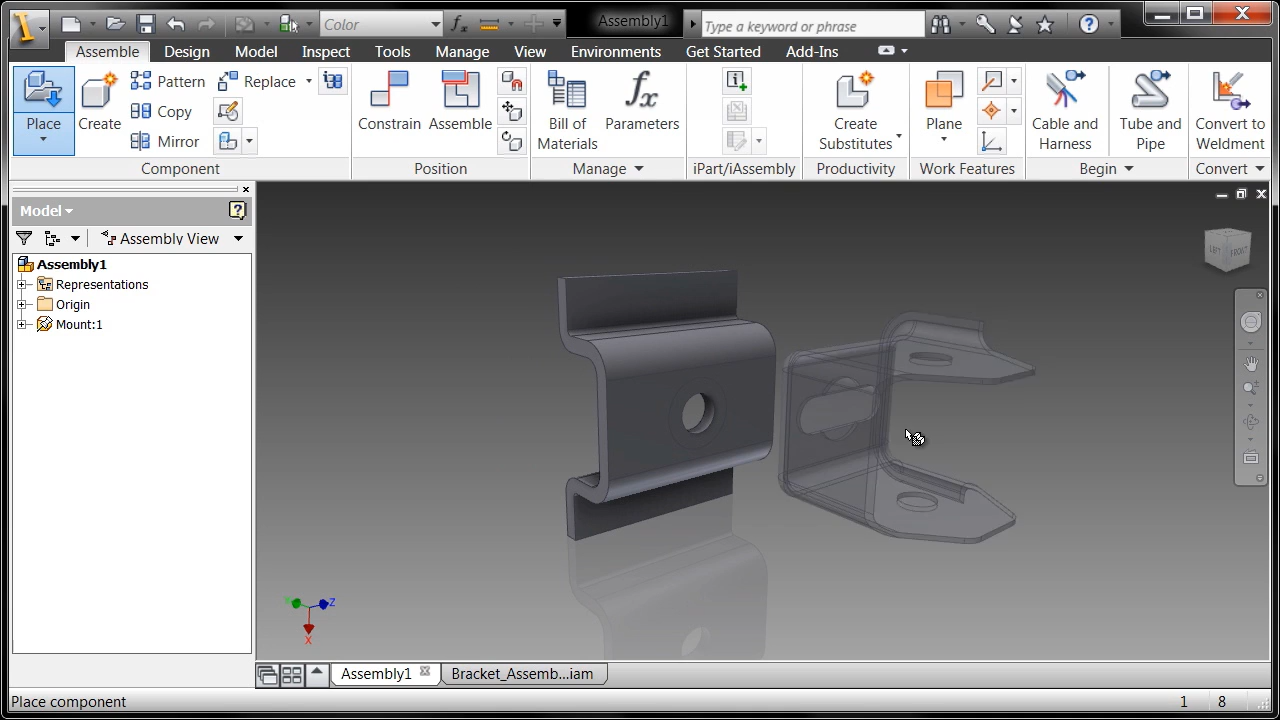 Color
Assembly1
Type a keyword or phrase
Assemble Design Model Inspect Tools Manage View Environments Get Started Add-Ins
Place
Create
Pattern
Copy
Mirror
Replace
Component
Constrain
Assemble
Position
Bill of
Materials
fx
Parameters
Manage
iPart/iAssembly
Create
Substitutes
Productivity
Plane
Work Features
Cable and
Harness
Tube and
Pipe
Begin
Convert to
Weldment
Convert
Model
Assembly View
Assembly1
Representations
Origin
Mount:1
LEFT FRONT
Z
X
Assembly1
Bracket_Assemb...iam
Place component
1 8